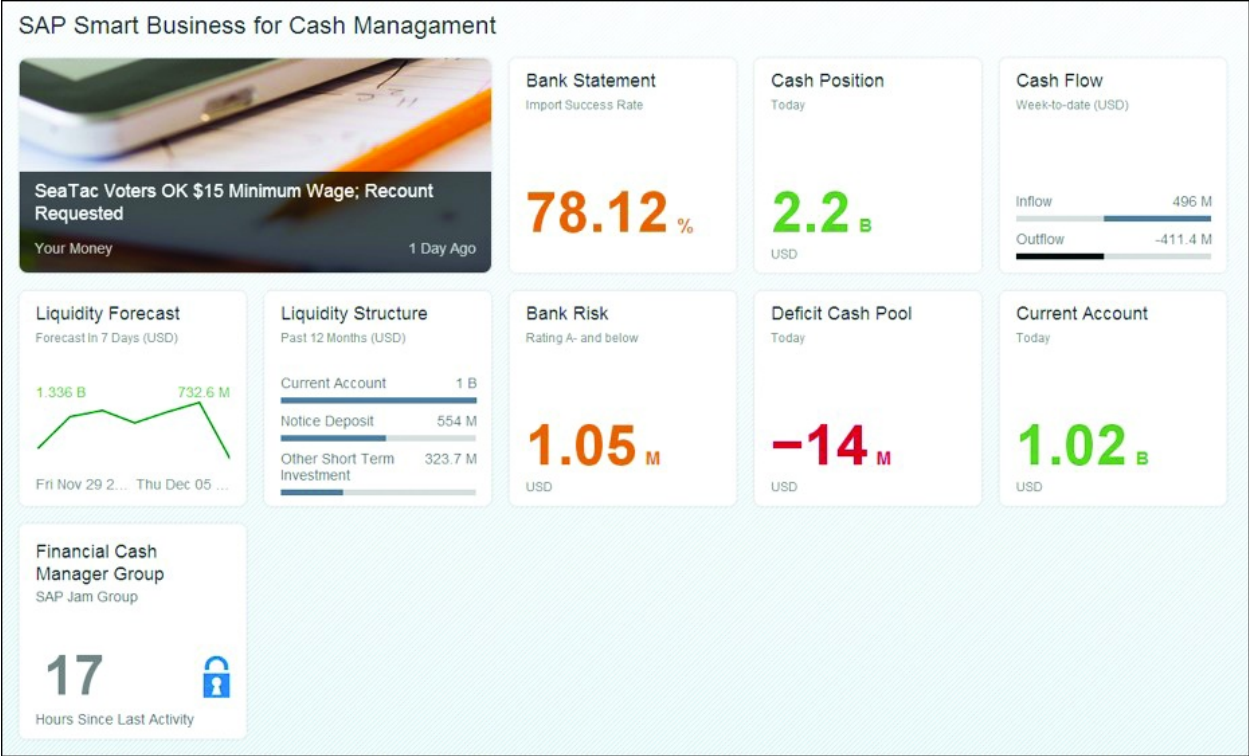 SAP Smart Business for Cash Managament
SeaTac Voters OK $15 Minimum Wage; Recount
Requested
Your Money 1 Day Ago
Bank Statement
Import Success Rate
78.12 %
Cash Position
Today
2.2 B
USD
Cash Flow
Week-to-date (USD)
Inflow 496 M
Outflow -411.4 M
Liquidity Forecast
Forecast In 7 Days (USD)
1.336 B 732.6 M
Fri Nov 29 2... Thu Dec 05 ...
Liquidity Structure
Past 12 Months (USD)
Current Account 1 B
Notice Deposit 554 M
Other Short Term 323.7 M
Investment
Bank Risk
Rating A- and below
1.05 M
USD
Deficit Cash Pool
Today
−14 M
USD
Current Account
Today
1.02 B
USD
Financial Cash
Manager Group
SAP Jam Group
17
Hours Since Last Activity